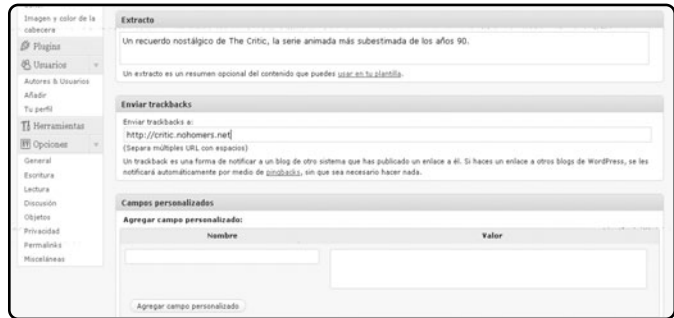 Imagen y color de la
cabecera
Plugins
Usuarios
Autores & Usuarios
Añadir
Tu perfil
Herramientas
Opciones
General
Escritura
Lectura
Discusión
Objetos
Privacidad
Permalinks
Misceláneas
Extracto
Un recuerdo nostálgico de The Critic, la serie animada más subestimada de los años 90.
Un extracto es un resumen opcional del contenido que puedes usar en tu plantilla.
Enviar trackbacks
Enviar trackbacks a:
http://critic.nohomers.net
(Separa múltiples URL con espacios)
Un trackback es una forma de notificar a un blog de otro sistema que has publicado un enlace a él. Si haces un enlace a otros blogs de WordPress, se les
notificará automáticamente por medio de pingbacks, sin que sea necesario hacer nada.
Campos personalizados
Agregar campo personalizado:
Nombre Valor
Agregar campo personalizado